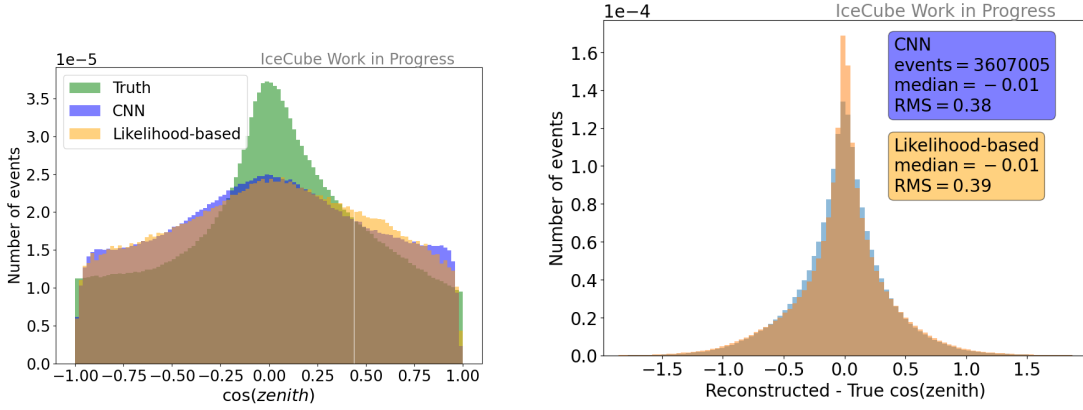 IceCube Work in Progress
1e−5
Truth
CNN
Likelihood-based
Number of events
3.5
3.0
2.5
2.0
1.5
1.0
0.5
0.0
−1.00 −0.75 −0.50 −0.25 0.00 0.25 0.50 0.75 1.00
cos(zenith)
IceCube Work in Progress
1e−4
CNN
events = 3607005
median = −0.01
RMS = 0.38
Likelihood-based
median = −0.01
RMS = 0.39
Number of events
1.6
1.4
1.2
1.0
0.8
0.6
0.4
0.2
0.0
−1.5 −1.0 −0.5 0.0 0.5 1.0 1.5
Reconstructed - True cos(zenith)